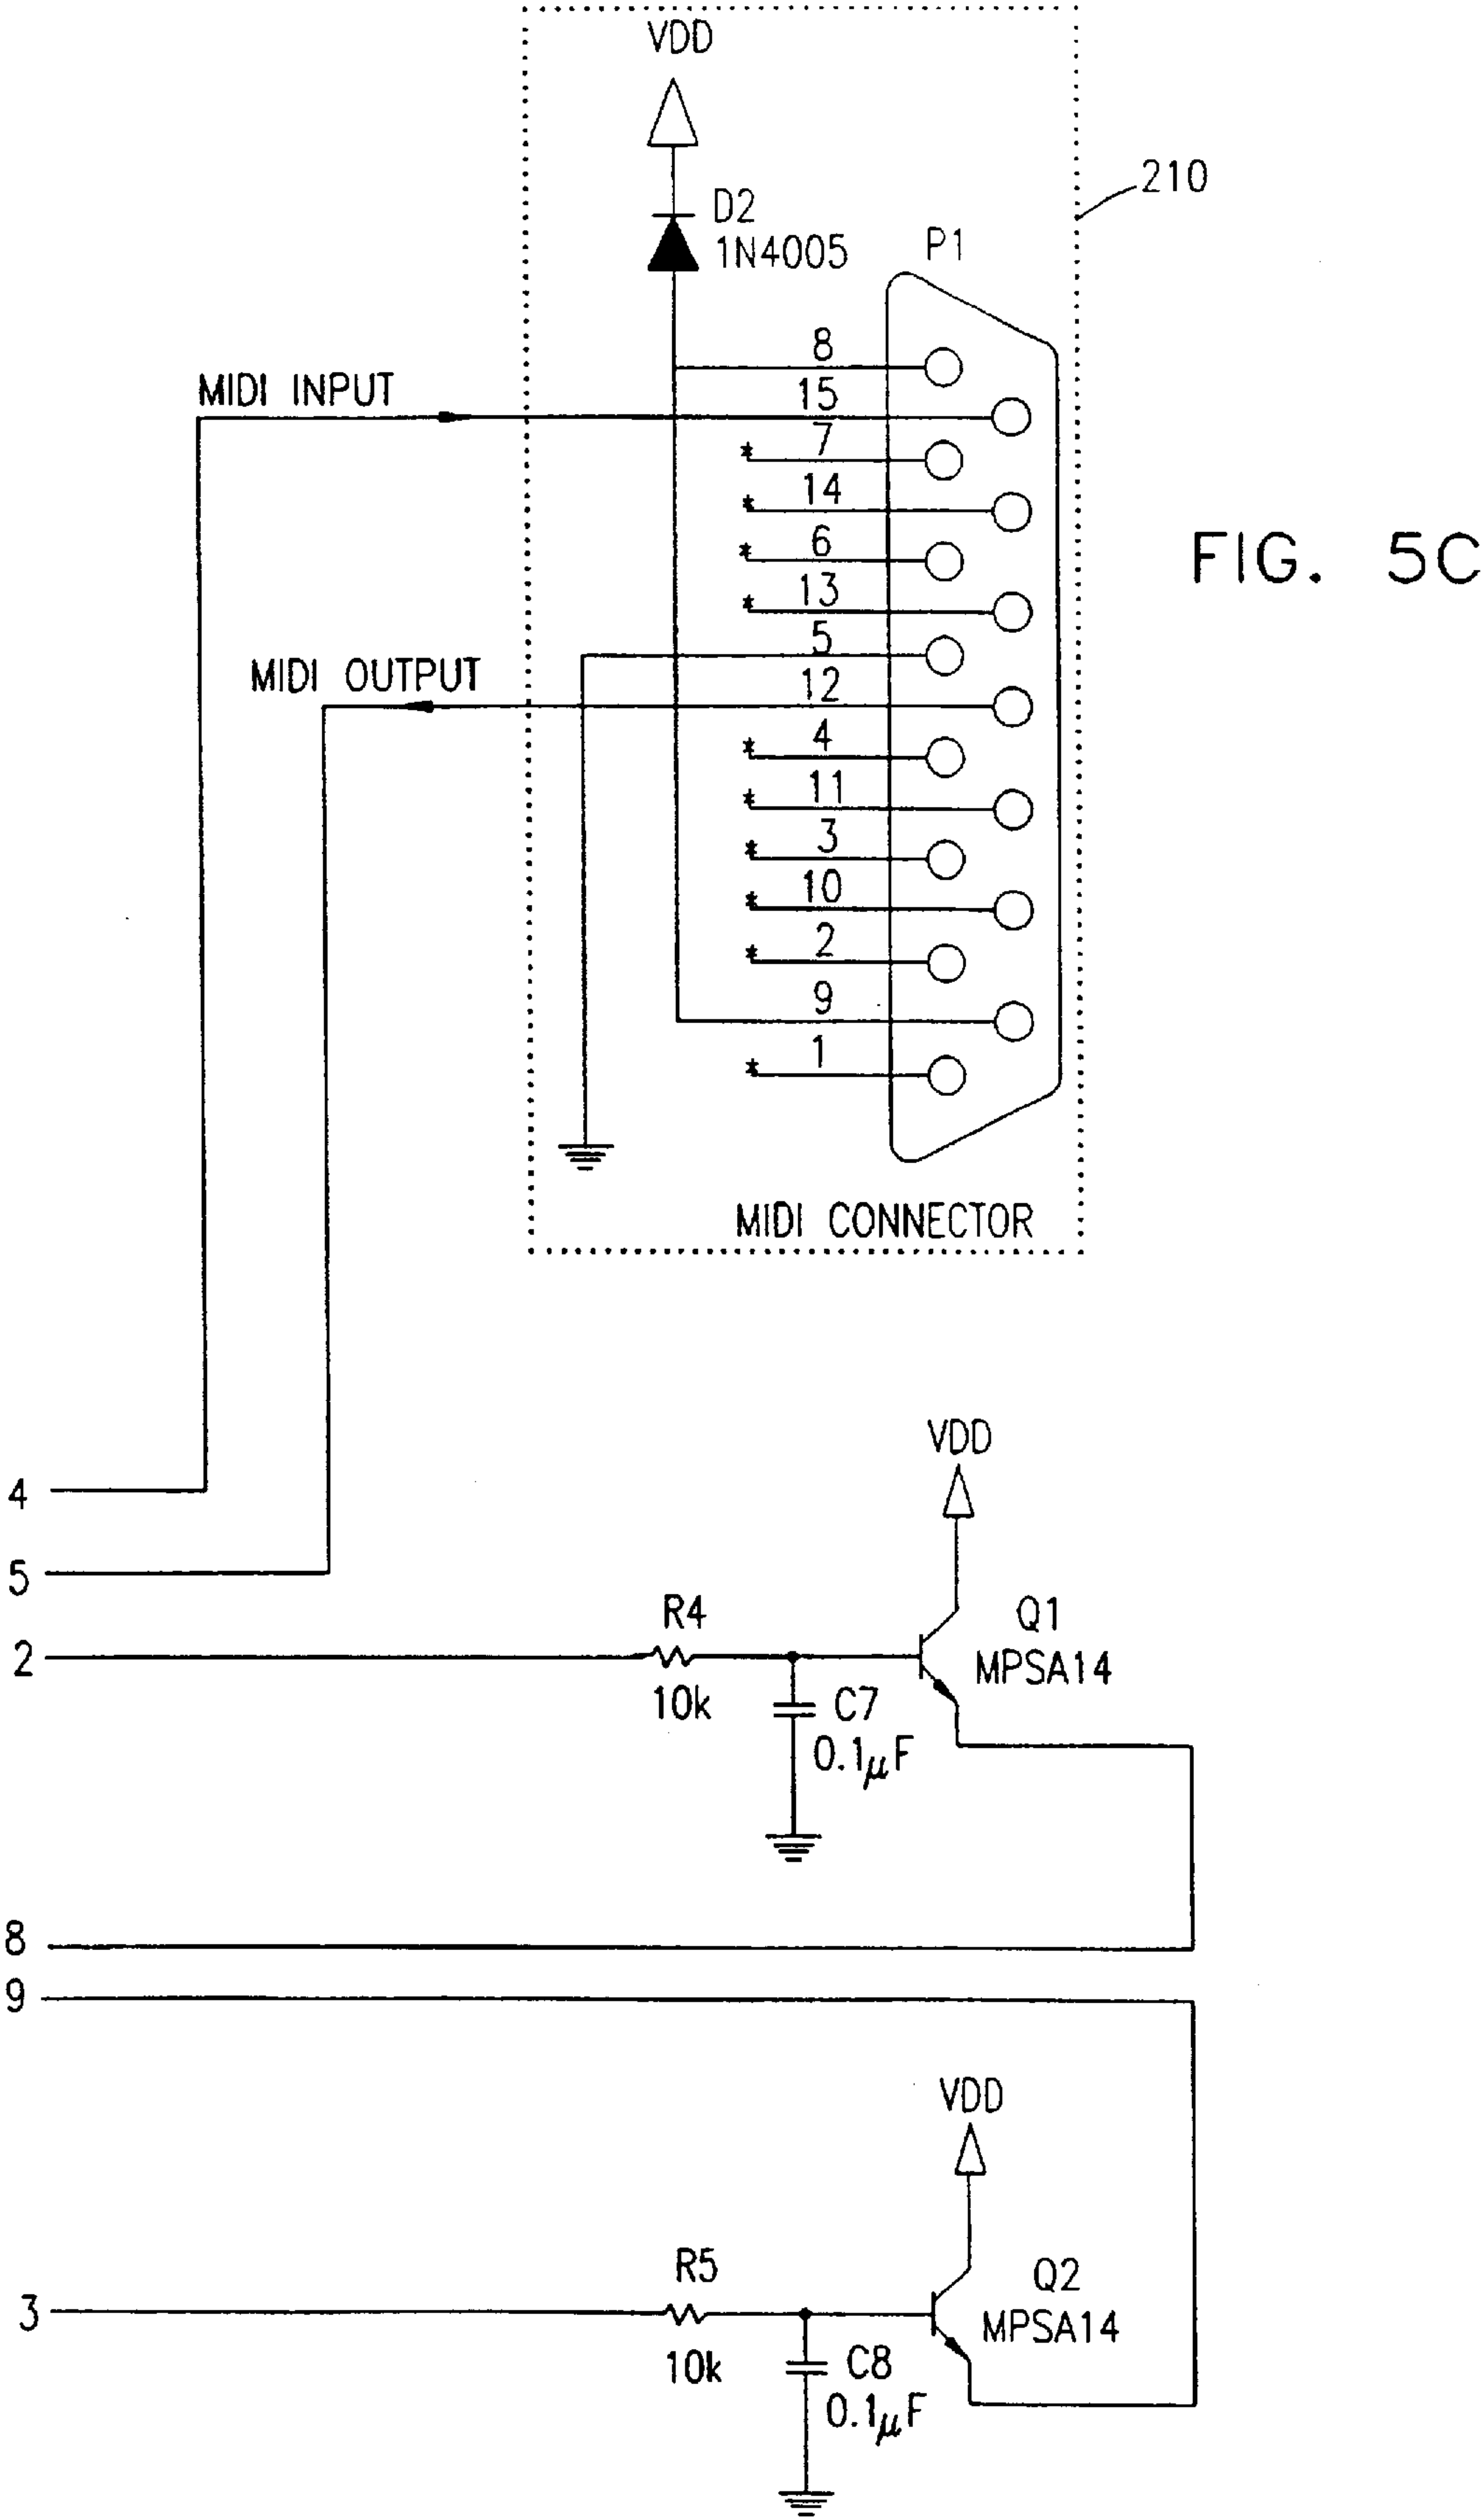 VDD
210
D2
1N4005
P1
8
MIDI INPUT
15
7
14
6
FIG. 5C
13
5
MIDI OUTPUT
12
4
11
3
10
2
9
1
MIDI CONNECTOR
VDD
4
5
R4
Q1
2
MPSA14
10k
C7
0.1μF
8
9
VDD
R5
Q2
3
MPSA14
10k
C8
0.1μF